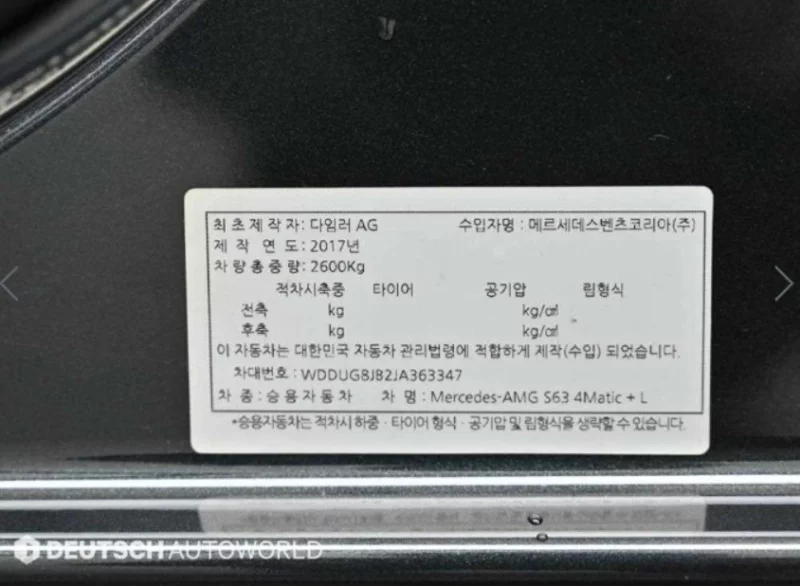 최초제작자: 다임러 AG 수입자명 : 메르세데스벤츠코리아(주)
제 작 연 도 : 2017년
차 량 총 중 량 : 2600Kg
적차시축중 타이어 공기압 림형식
전축 kg kg/㎠
후축 kg kg/㎠
이 자동차는 대한민국 자동차 관리법령에 적합하게 제작(수입) 되었습니다.
차대번호 : WDDUG8JB2JA363347
차 종 : 승 용 자 동 차 차 명 : Mercedes-AMG S63 4Matic + L
*승용자동차는 적차시 하중 · 타이어 형식 · 공기압 및 림형식을 생략할 수 있습니다.
DEUTSCH AUTOWORLD